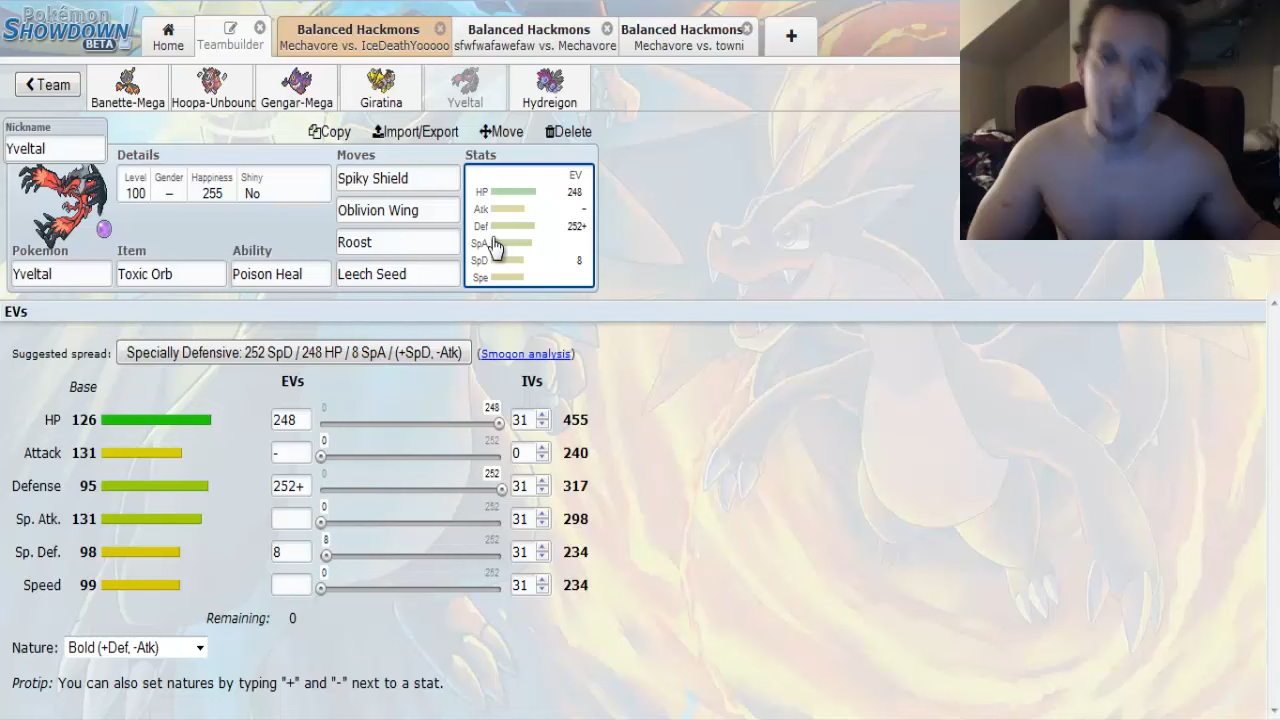 Pokémon
SHOWDOWN
BETA
Home
Teambuilder
Balanced Hackmons
Mechavore vs. IceDeathYooooo
Balanced Hackmons
sfwfwafawefaw vs. Mechavore
Balanced Hackmons
Mechavore vs. towni
+
Team
Banette-Mega
Hoopa-Unbound
Gengar-Mega
Giratina
Yveltal
Hydreigon
Nickname
Yveltal
Copy
Import/Export
Move
Delete
Details
Level Gender Happiness Shiny
100 – 255 No
Pokemon
Yveltal
Item
Toxic Orb
Ability
Poison Heal
Moves
Spiky Shield
Oblivion Wing
Roost
Leech Seed
Stats
EV
HP 248
Atk -
Def 252+
SpA
SpD 8
Spe
EVs
Suggested spread: Specially Defensive: 252 SpD / 248 HP / 8 SpA / (+SpD, -Atk) (Smogon analysis)
Base EVs IVs
HP 126 248 0 248 31 455
Attack 131 - 0 252 0 240
Defense 95 252+ 0 252 31 317
Sp. Atk. 131 0 252 31 298
Sp. Def. 98 8 8 252 31 234
Speed 99 0 252 31 234
Remaining: 0
Nature: Bold (+Def, -Atk)
Protip: You can also set natures by typing "+" and "-" next to a stat.